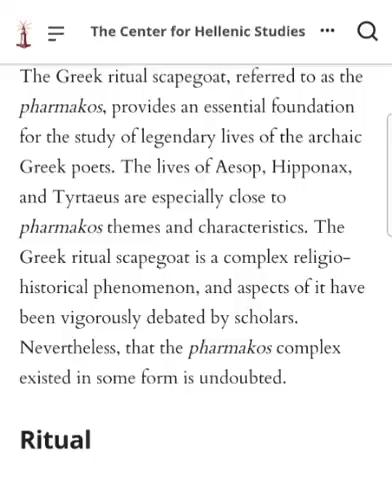 The Center for Hellenic Studies
The Greek ritual scapegoat, referred to as the
pharmakos, provides an essential foundation
for the study of legendary lives of the archaic
Greek poets. The lives of Aesop, Hipponax,
and Tyrtaeus are especially close to
pharmakos themes and characteristics. The
Greek ritual scapegoat is a complex religio-
historical phenomenon, and aspects of it have
been vigorously debated by scholars.
Nevertheless, that the pharmakos complex
existed in some form is undoubted.
Ritual